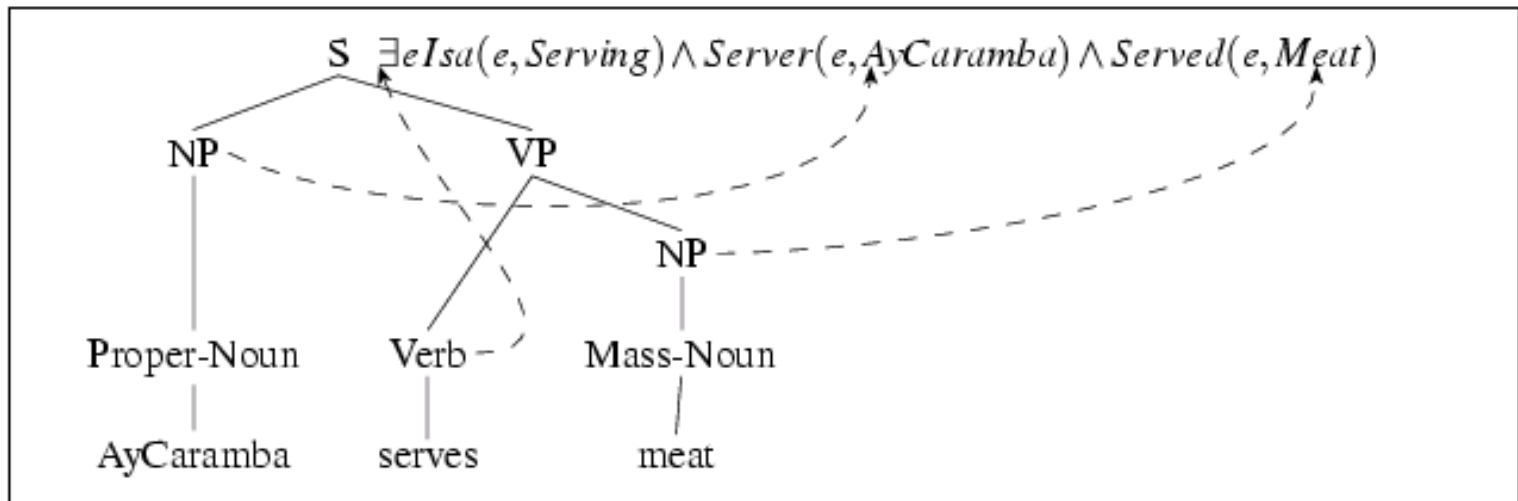 S ∃eIsa(e,Serving)∧Server(e,AyCaramba)∧Served(e,Meat)
NP VP
NP
Proper-Noun Verb Mass-Noun
AyCaramba serves meat